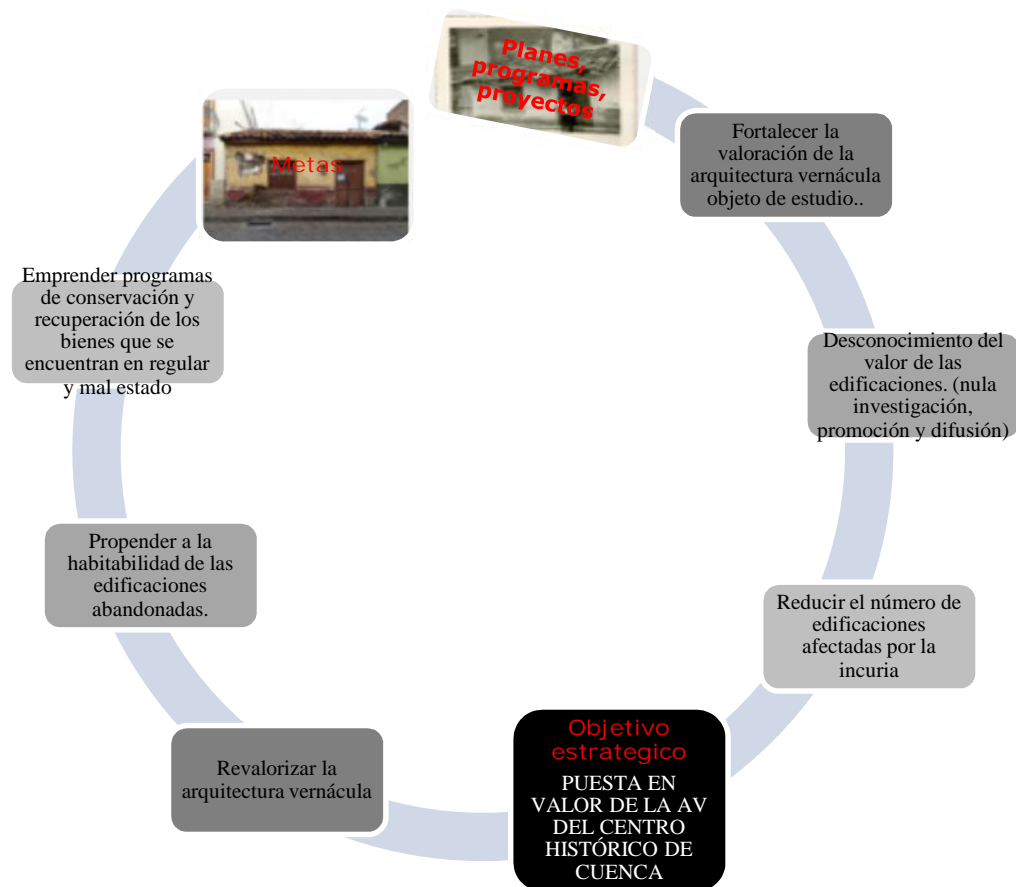 Planes,
programas,
proyectos
Fortalecer la
valoración de la
arquitectura vernácula
objeto de estudio..
Desconocimiento del
valor de las
edificaciones. (nula
investigación,
promoción y difusión)
Reducir el número de
edificaciones
afectadas por la
incuria
Objetivo
estrategico
PUESTA EN
VALOR DE LA AV
DEL CENTRO
HISTÓRICO DE
CUENCA
Revalorizar la
arquitectura vernácula
Propender a la
habitabilidad de las
edificaciones
abandonadas.
Emprender programas
de conservación y
recuperación de los
bienes que se
encuentran en regular
y mal estado
Metas